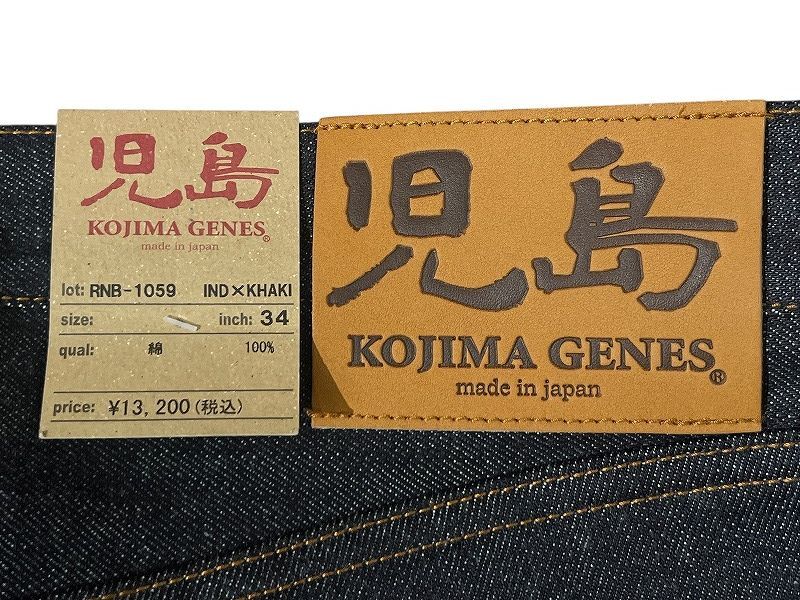 児島
KOJIMA GENES®
made in japan
lot: RNB-1059 IND×KHAKI
size: inch: 34
qual: 綿 100%
price: ¥13,200(税込)
児島
KOJIMA GENES®
made in japan